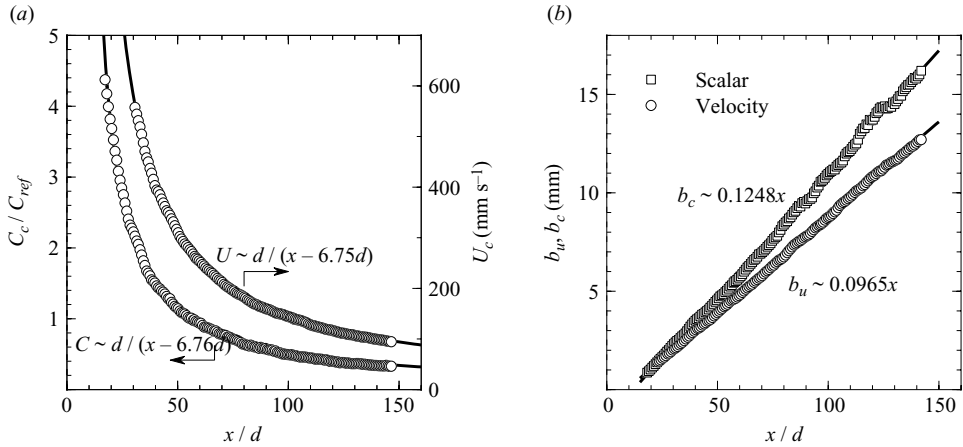 (a)
(b)
5
4
3
2
1
C_c / C_ref
600
400
200
0
U_c (mm s⁻¹)
U ~ d / (x – 6.75d)
C ~ d / (x – 6.76d)
0
50
100
150
x / d
15
10
5
b_u, b_c (mm)
Scalar
Velocity
b_c ~ 0.1248x
b_u ~ 0.0965x
0
50
100
150
x / d